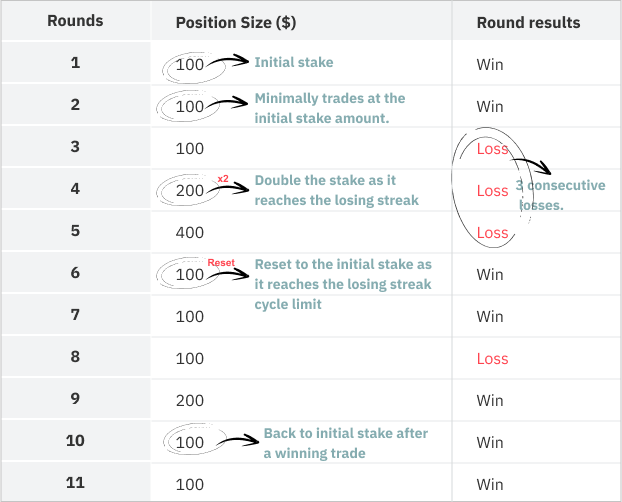 Rounds Position Size ($) Round results
1 100 Initial stake Win
2 100 Minimally trades at the Win
initial stake amount.
3 100 Loss
4 200 x2 Double the stake as it Loss 3 consecutive
reaches the losing streak losses.
5 400 Loss
6 100 Reset Reset to the initial stake as Win
it reaches the losing streak
cycle limit
7 100 Win
8 100 Loss
9 200 Win
10 100 Back to initial stake after Win
a winning trade
11 100 Win